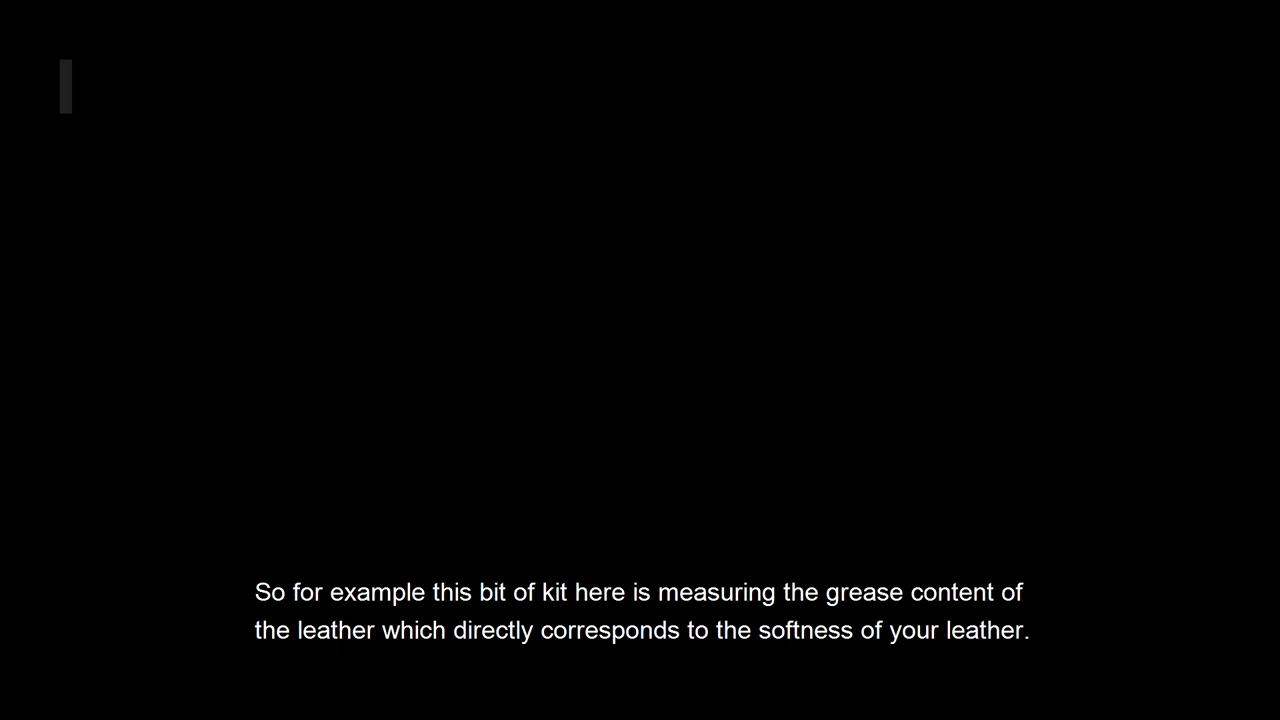 So for example this bit of kit here is measuring the grease content of
the leather which directly corresponds to the softness of your leather.